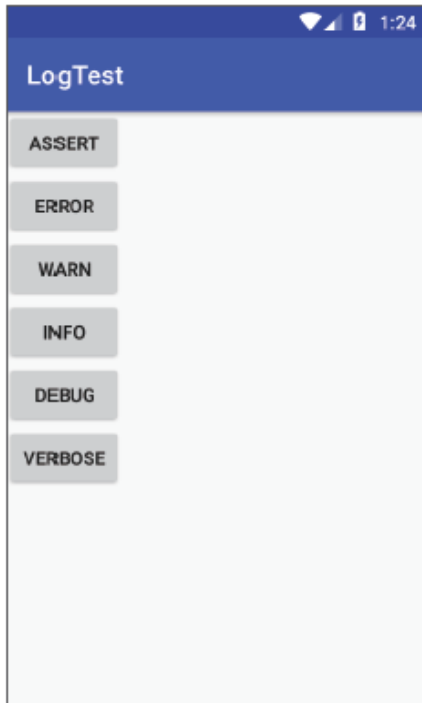 1:24
LogTest
ASSERT
ERROR
WARN
INFO
DEBUG
VERBOSE